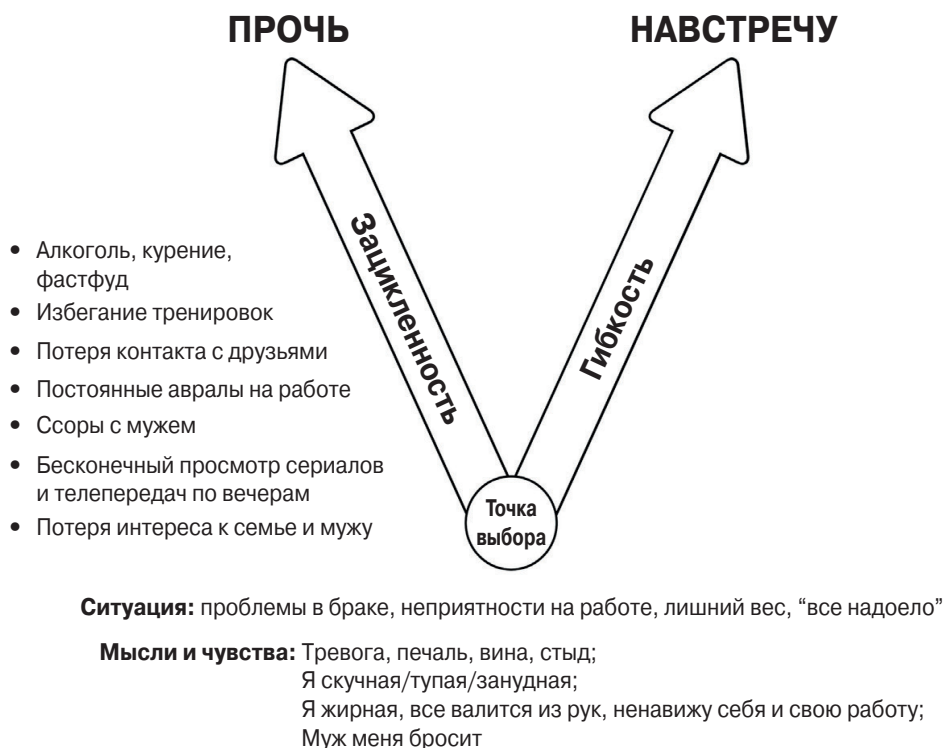 ПРОЧЬ
НАВСТРЕЧУ
Зацикленность
Гибкость
• Алкоголь, курение,
фастфуд
• Избегание тренировок
• Потеря контакта с друзьями
• Постоянные авралы на работе
• Ссоры с мужем
• Бесконечный просмотр сериалов
и телепередач по вечерам
• Потеря интереса к семье и мужу
Точка
выбора
Ситуация: проблемы в браке, неприятности на работе, лишний вес, “все надоело”
Мысли и чувства: Тревога, печаль, вина, стыд;
Я скучная/тупая/занудная;
Я жирная, все валится из рук, ненавижу себя и свою работу;
Муж меня бросит